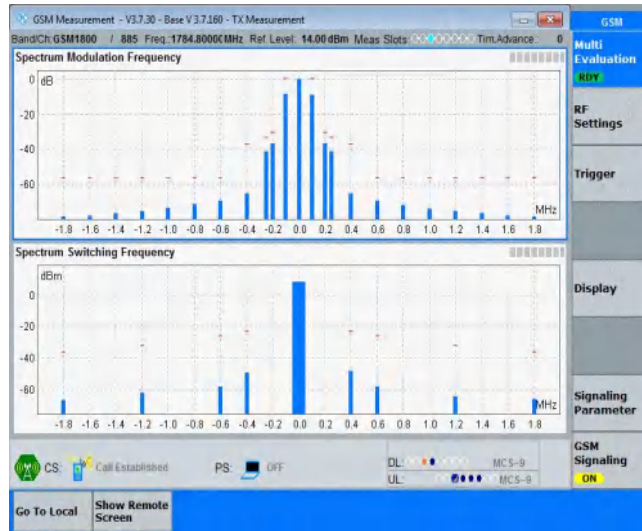 GSM Measurement - V3.7.30 - Base V 3.7.160 - TX Measurement
GSM
Band/Ch: GSM1800 / 885 Freq.: 1784.80000 MHz Ref. Level: 14.00 dBm Meas Slots: Tim.Advance: 0
Multi Evaluation
RDY
Spectrum Modulation Frequency
dB
0
-20
-40
-60
MHz
-1.8 -1.6 -1.4 -1.2 -1.0 -0.8 -0.6 -0.4 -0.2 0.0 0.2 0.4 0.6 0.8 1.0 1.2 1.4 1.6 1.8
RF Settings
Trigger
Spectrum Switching Frequency
dBm
0
-20
-40
-60
MHz
-1.8 -1.6 -1.4 -1.2 -1.0 -0.8 -0.6 -0.4 -0.2 0.0 0.2 0.4 0.6 0.8 1.0 1.2 1.4 1.6 1.8
Display
Signaling Parameter
GSM Signaling
ON
CS: Call Established PS: OFF DL: MCS-9
UL: MCS-9
Go To Local
Show Remote Screen